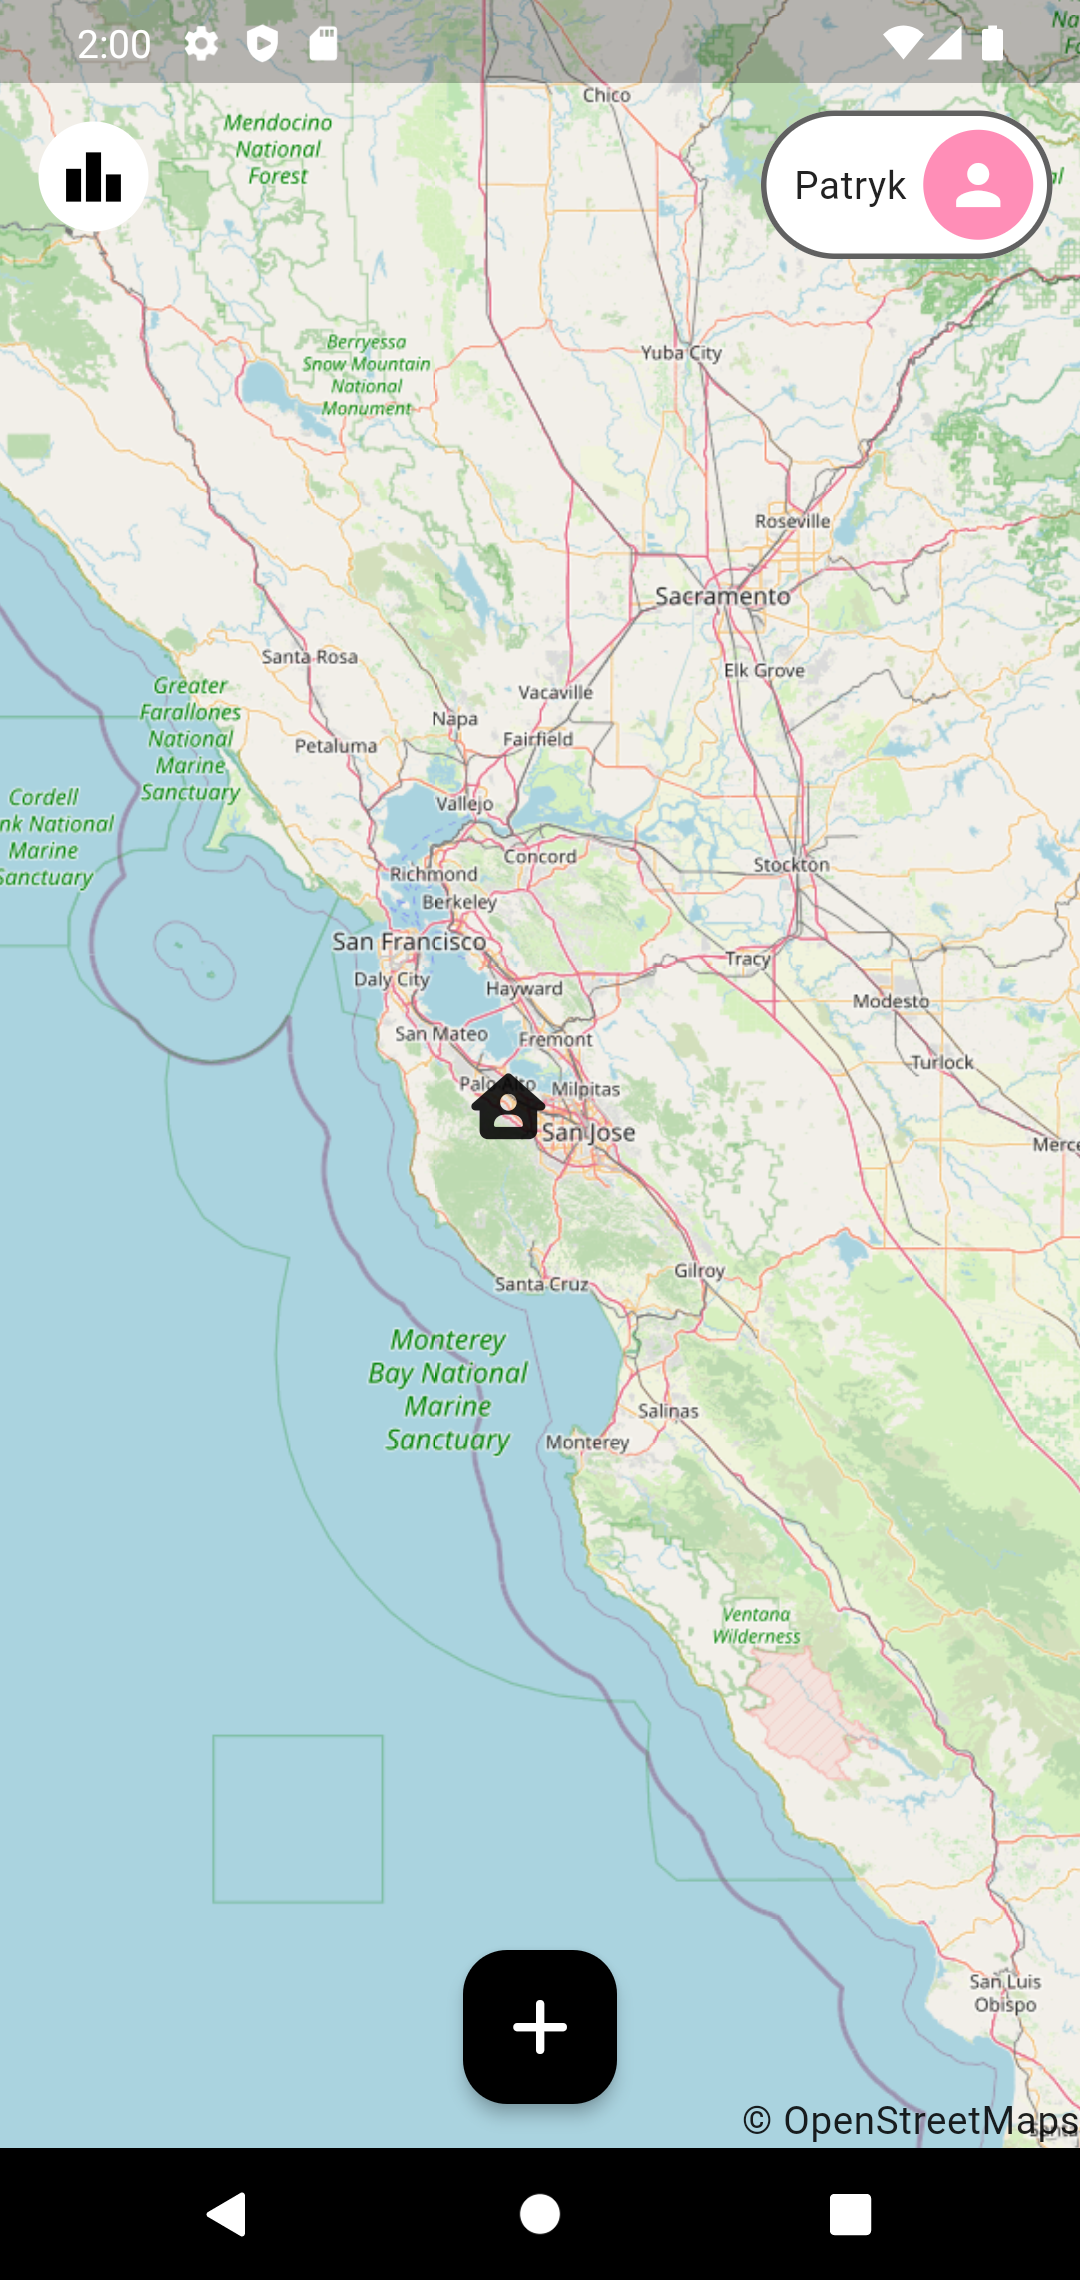 2:00
Chico
Mendocino
National
Forest
Patryk
Berryessa
Snow Mountain
National
Monument
Yuba City
Roseville
Sacramento
Santa Rosa
Elk Grove
Greater
Farallones
National
Marine
Sanctuary
Vacaville
Napa
Fairfield
Petaluma
Cordell
nk National
Marine
Sanctuary
Vallejo
Concord
Stockton
Richmond
Berkeley
San Francisco
Tracy
Daly City
Hayward
Modesto
San Mateo
Fremont
Turlock
Palo Alto
Milpitas
San Jose
Merce
Gilroy
Santa Cruz
Monterey
Bay National
Marine
Sanctuary
Salinas
Monterey
Ventana
Wilderness
San Luis
Obispo
© OpenStreetMaps